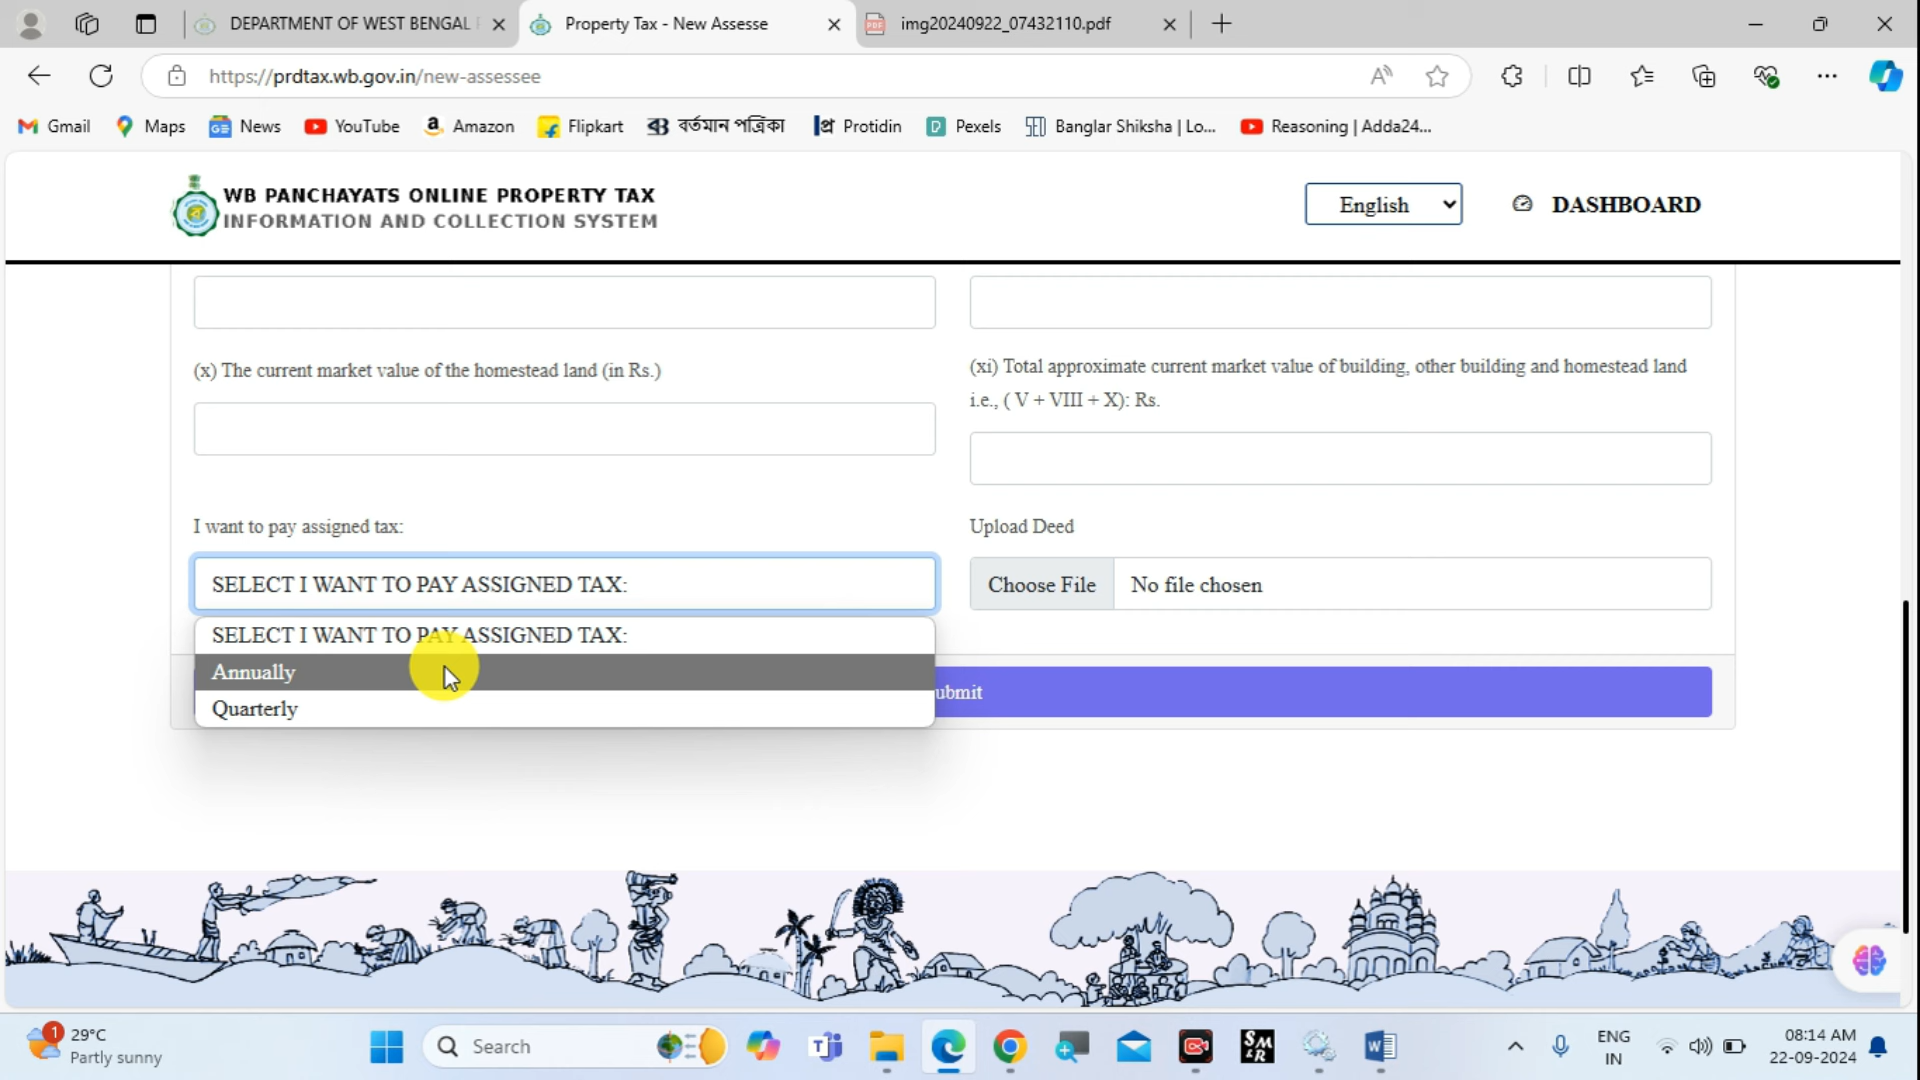 DEPARTMENT OF WEST BENGAL
Property Tax - New Assesse
img20240922_07432110.pdf
https://prdtax.wb.gov.in/new-assessee
Gmail
Maps
News
YouTube
Amazon
Flipkart
বর্তমান পত্রিকা
Protidin
Pexels
Banglar Shiksha | Lo...
Reasoning | Adda24...
WB PANCHAYATS ONLINE PROPERTY TAX
INFORMATION AND COLLECTION SYSTEM
English
DASHBOARD
(x) The current market value of the homestead land (in Rs.)
(xi) Total approximate current market value of building, other building and homestead land
i.e., ( V + VIII + X): Rs.
I want to pay assigned tax:
Upload Deed
SELECT I WANT TO PAY ASSIGNED TAX:
Choose File
No file chosen
SELECT I WANT TO PAY ASSIGNED TAX:
Annually
Quarterly
ubmit
1
29°C
Partly sunny
Search
ENG
IN
08:14 AM
22-09-2024